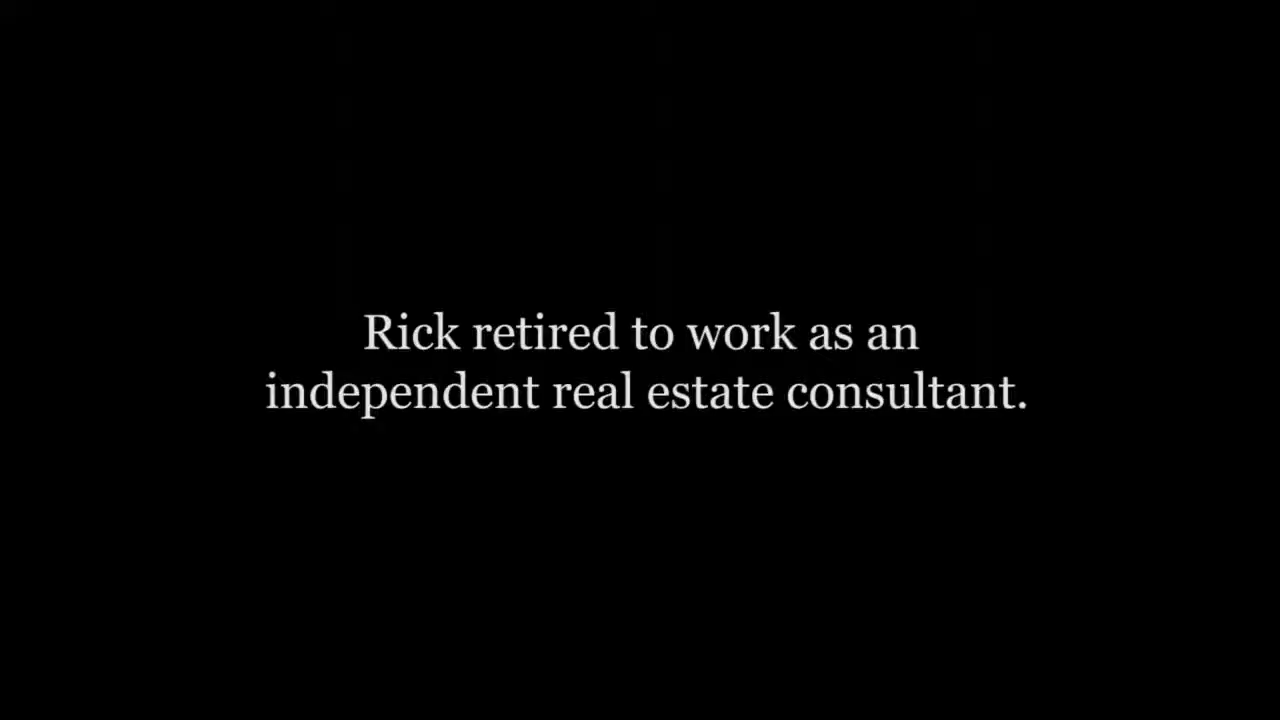 Rick retired to work as an
independent real estate consultant.